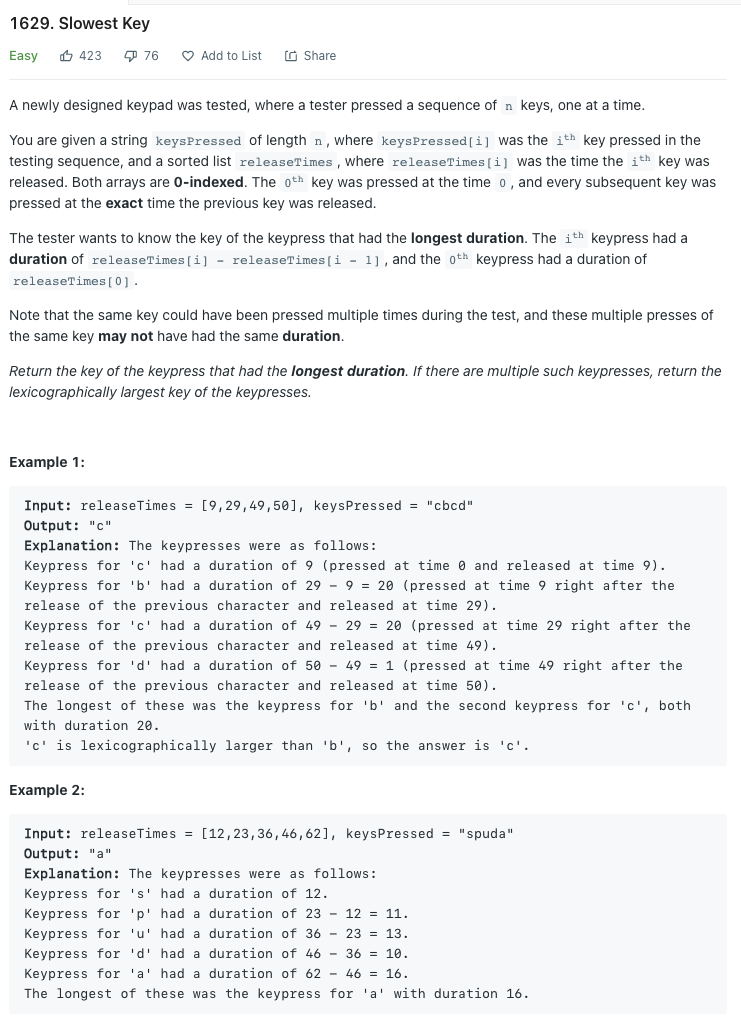 1629. Slowest Key
Easy 423 76 Add to List Share
A newly designed keypad was tested, where a tester pressed a sequence of n keys, one at a time.
You are given a string keysPressed of length n, where keysPressed[i] was the ith key pressed in the
testing sequence, and a sorted list releaseTimes, where releaseTimes[i] was the time the ith key was
released. Both arrays are 0-indexed. The 0th key was pressed at the time 0, and every subsequent key was
pressed at the exact time the previous key was released.
The tester wants to know the key of the keypress that had the longest duration. The ith keypress had a
duration of releaseTimes[i] - releaseTimes[i - 1], and the 0th keypress had a duration of
releaseTimes[0].
Note that the same key could have been pressed multiple times during the test, and these multiple presses of
the same key may not have had the same duration.
Return the key of the keypress that had the longest duration. If there are multiple such keypresses, return the
lexicographically largest key of the keypresses.
Example 1:
Input: releaseTimes = [9,29,49,50], keysPressed = "cbcd"
Output: "c"
Explanation: The keypresses were as follows:
Keypress for 'c' had a duration of 9 (pressed at time 0 and released at time 9).
Keypress for 'b' had a duration of 29 - 9 = 20 (pressed at time 9 right after the
release of the previous character and released at time 29).
Keypress for 'c' had a duration of 49 - 29 = 20 (pressed at time 29 right after the
release of the previous character and released at time 49).
Keypress for 'd' had a duration of 50 - 49 = 1 (pressed at time 49 right after the
release of the previous character and released at time 50).
The longest of these was the keypress for 'b' and the second keypress for 'c', both
with duration 20.
'c' is lexicographically larger than 'b', so the answer is 'c'.
Example 2:
Input: releaseTimes = [12,23,36,46,62], keysPressed = "spuda"
Output: "a"
Explanation: The keypresses were as follows:
Keypress for 's' had a duration of 12.
Keypress for 'p' had a duration of 23 - 12 = 11.
Keypress for 'u' had a duration of 36 - 23 = 13.
Keypress for 'd' had a duration of 46 - 36 = 10.
Keypress for 'a' had a duration of 62 - 46 = 16.
The longest of these was the keypress for 'a' with duration 16.